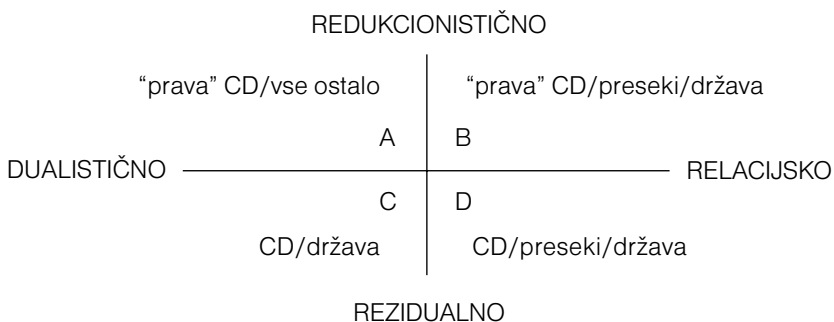 REDUKCIONISTIČNO
“prava” CD/vse ostalo “prava” CD/preseki/država
A B
DUALISTIČNO RELACIJSKO
C D
CD/država CD/preseki/država
REZIDUALNO